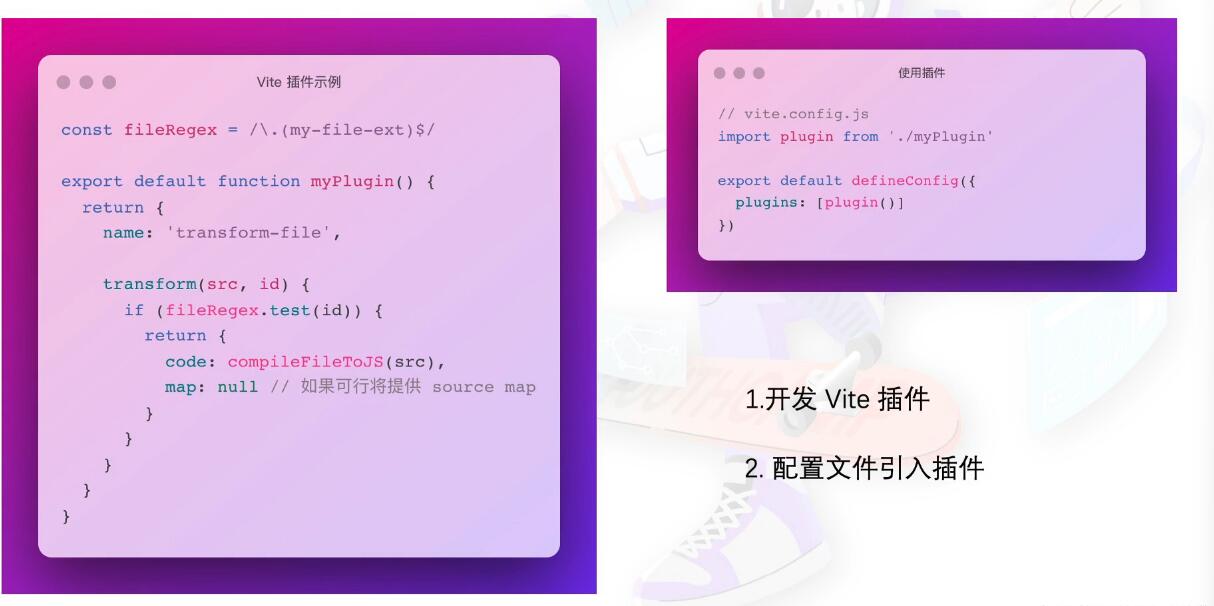 Vite 插件示例
const fileRegex = /\.(my-file-ext)$/
export default function myPlugin() {
return {
name: 'transform-file',
transform(src, id) {
if (fileRegex.test(id)) {
return {
code: compileFileToJS(src),
map: null // 如果可行将提供 source map
}
}
}
}
}
使用插件
// vite.config.js
import plugin from './myPlugin'
export default defineConfig({
plugins: [plugin()]
})
1.开发 Vite 插件
2. 配置文件引入插件